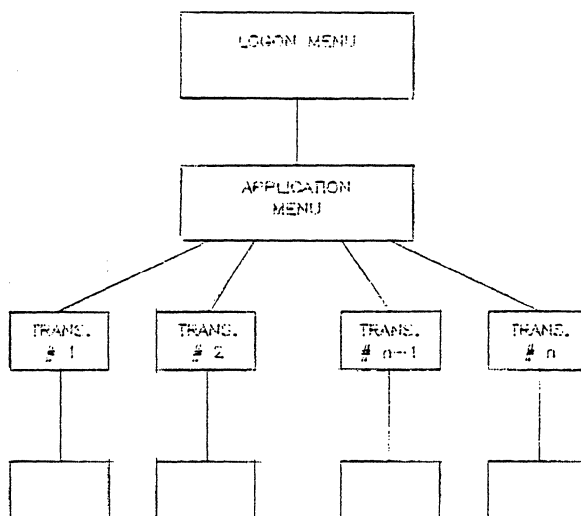 LOGON MENU
APPLICATION
MENU
TRANS.
# 1
TRANS.
# 2
TRANS.
# n-1
TRANS.
# n